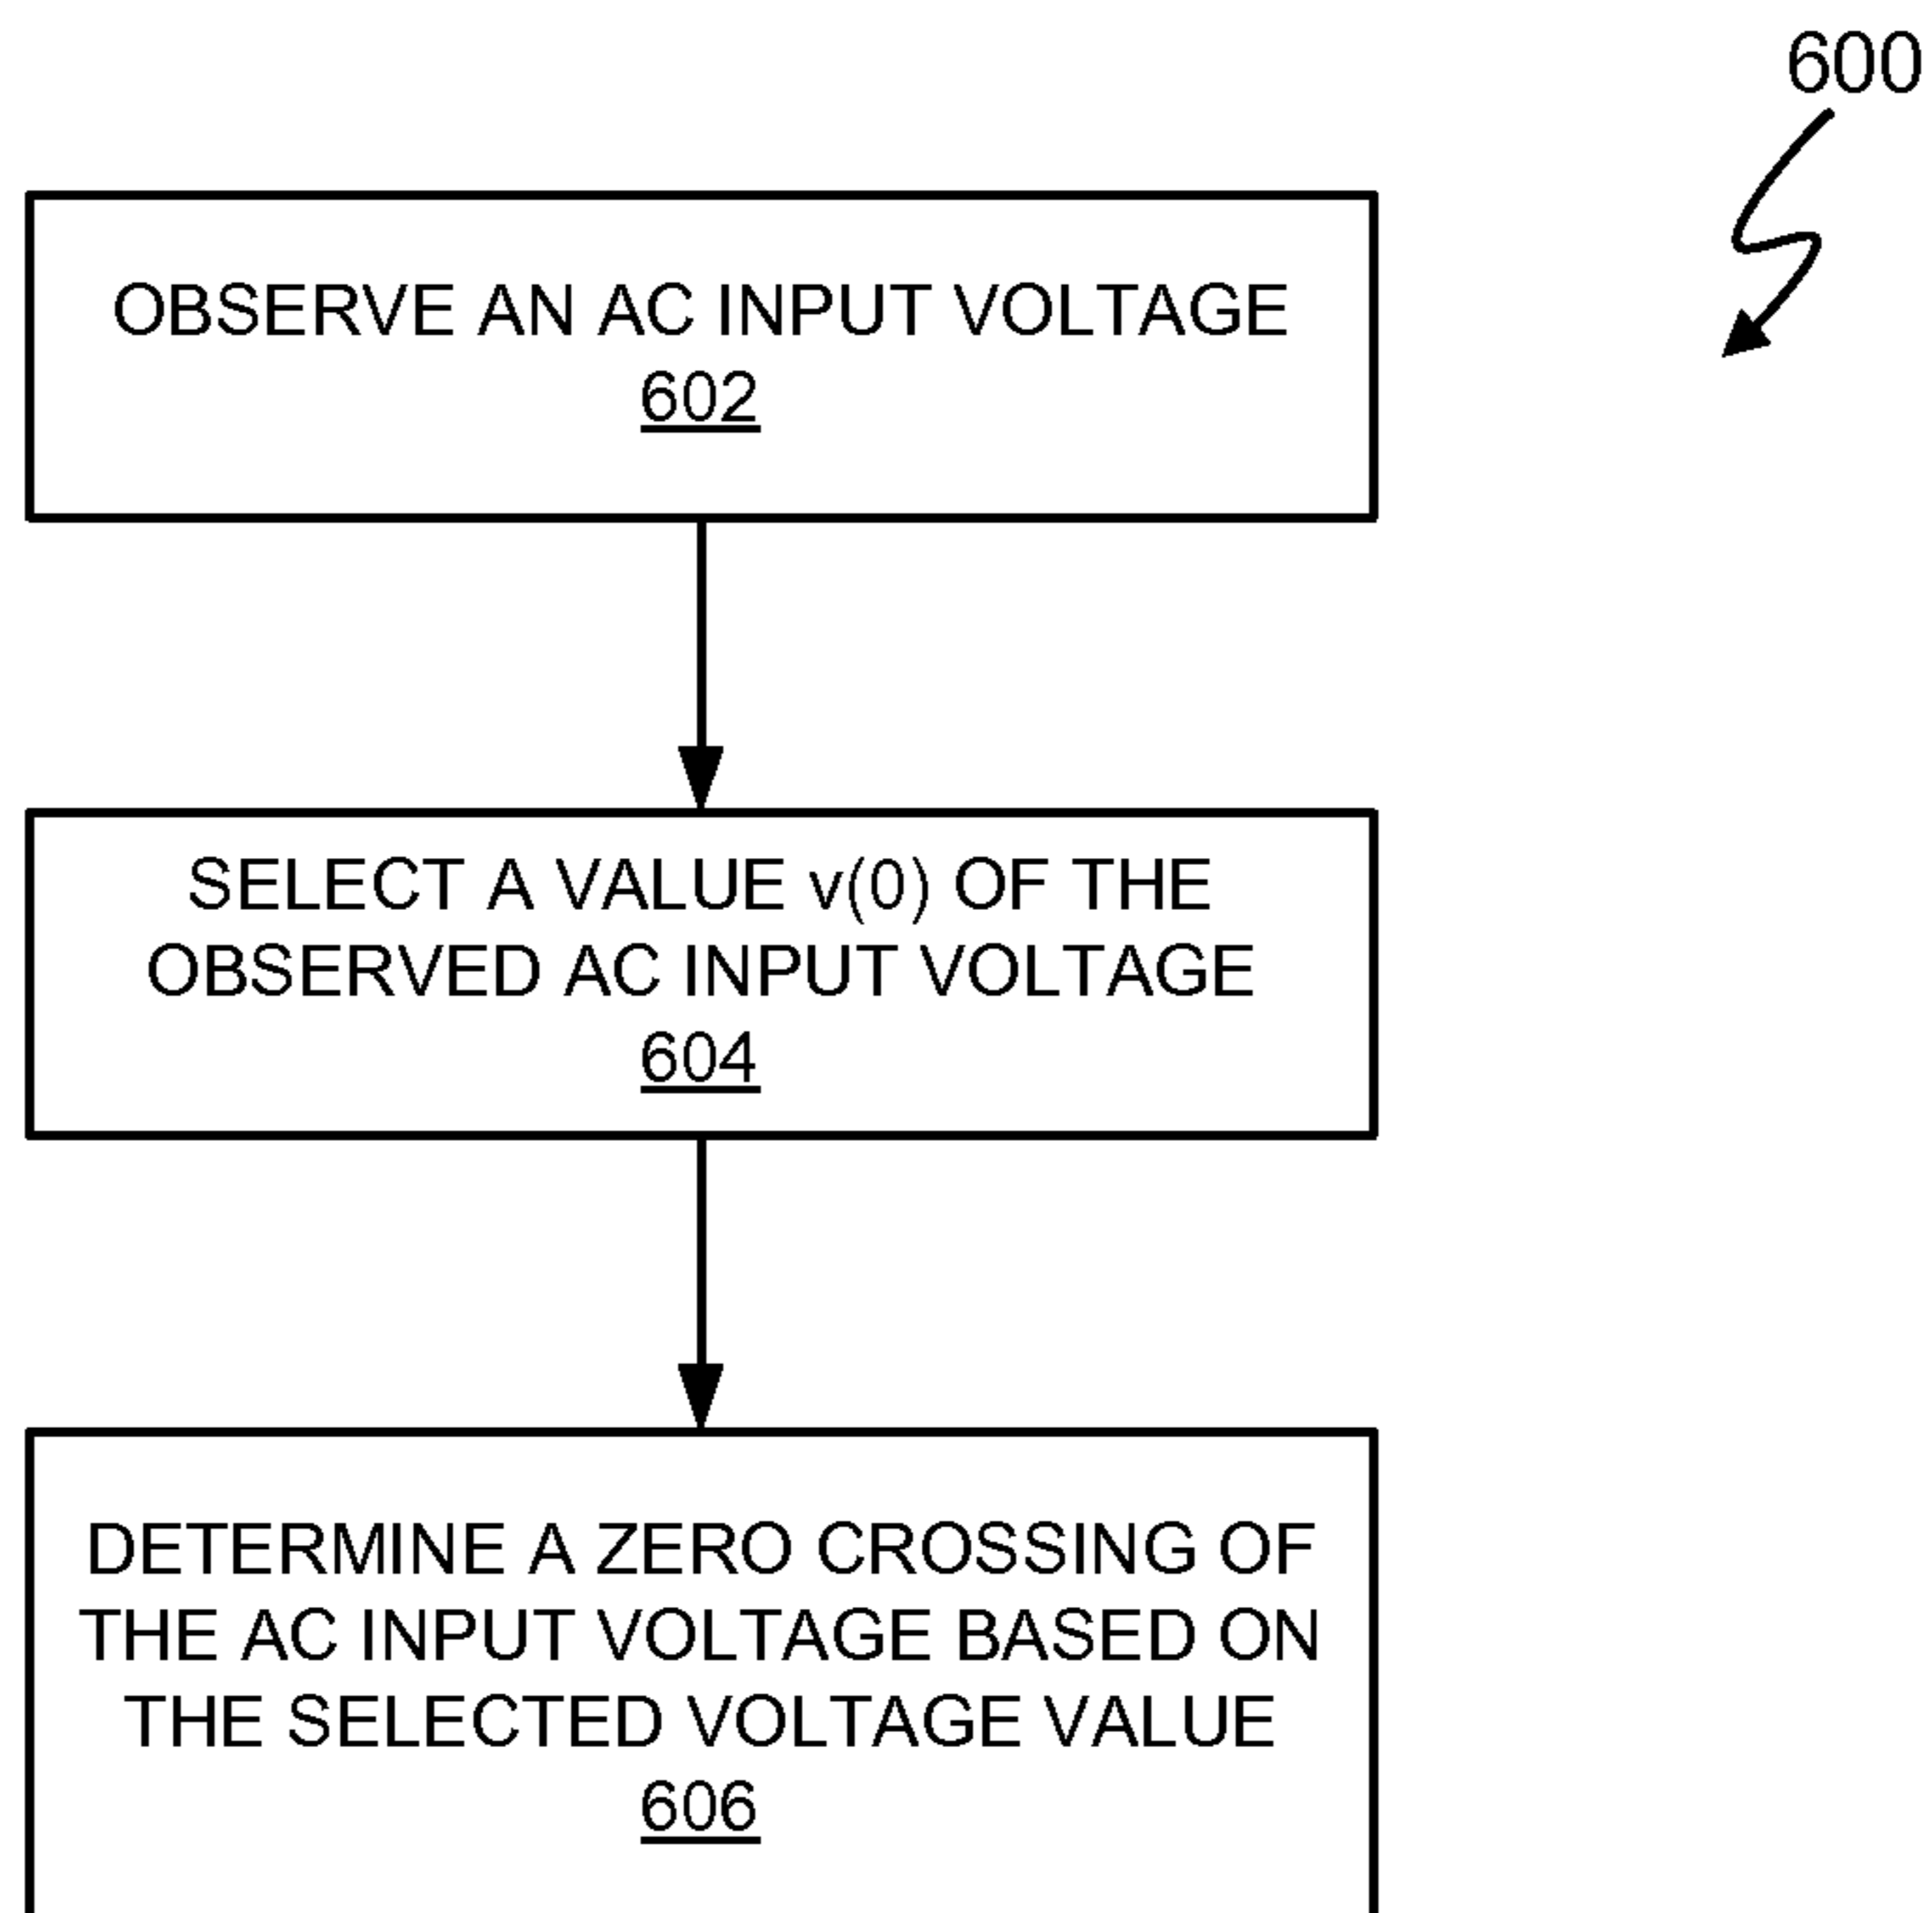 600
OBSERVE AN AC INPUT VOLTAGE
602
SELECT A VALUE v(0) OF THE
OBSERVED AC INPUT VOLTAGE
604
DETERMINE A ZERO CROSSING OF
THE AC INPUT VOLTAGE BASED ON
THE SELECTED VOLTAGE VALUE
606